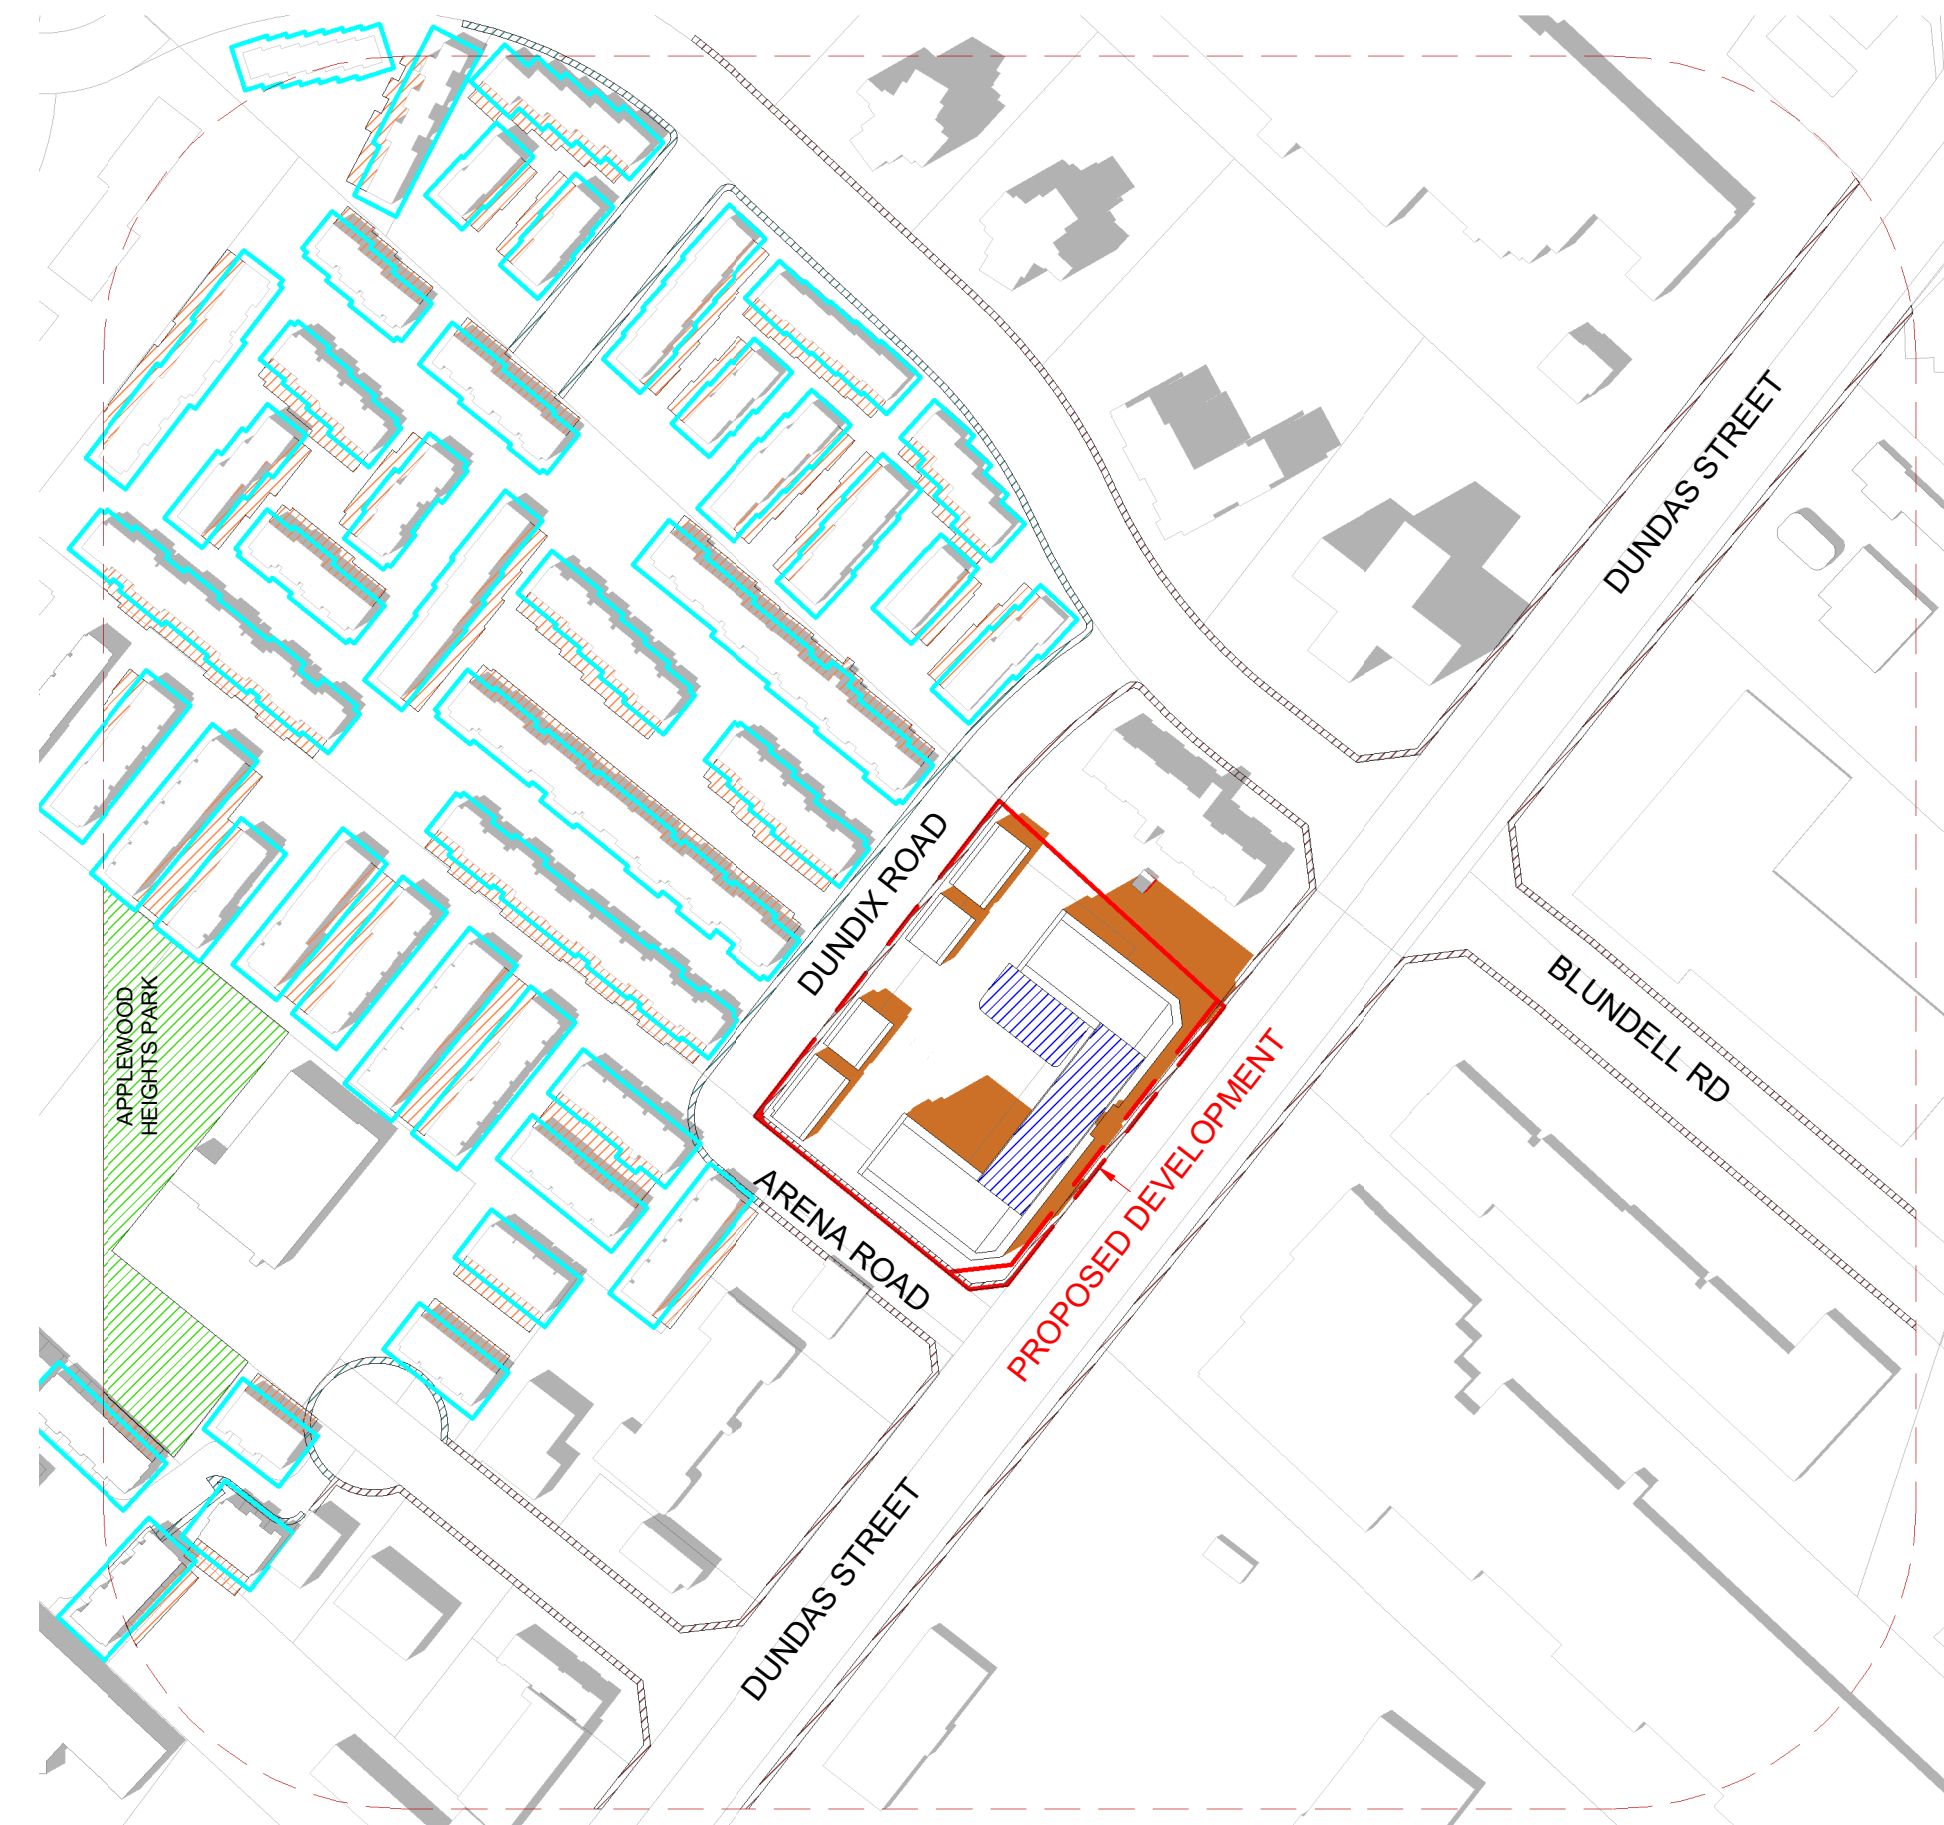 DUNDAS STREET
DUNDIX ROAD
BLUNDELL RD
APPLEWOOD
HEIGHTS PARK
PROPOSED DEVELOPMENT
ARENA ROAD
DUNDAS STREET